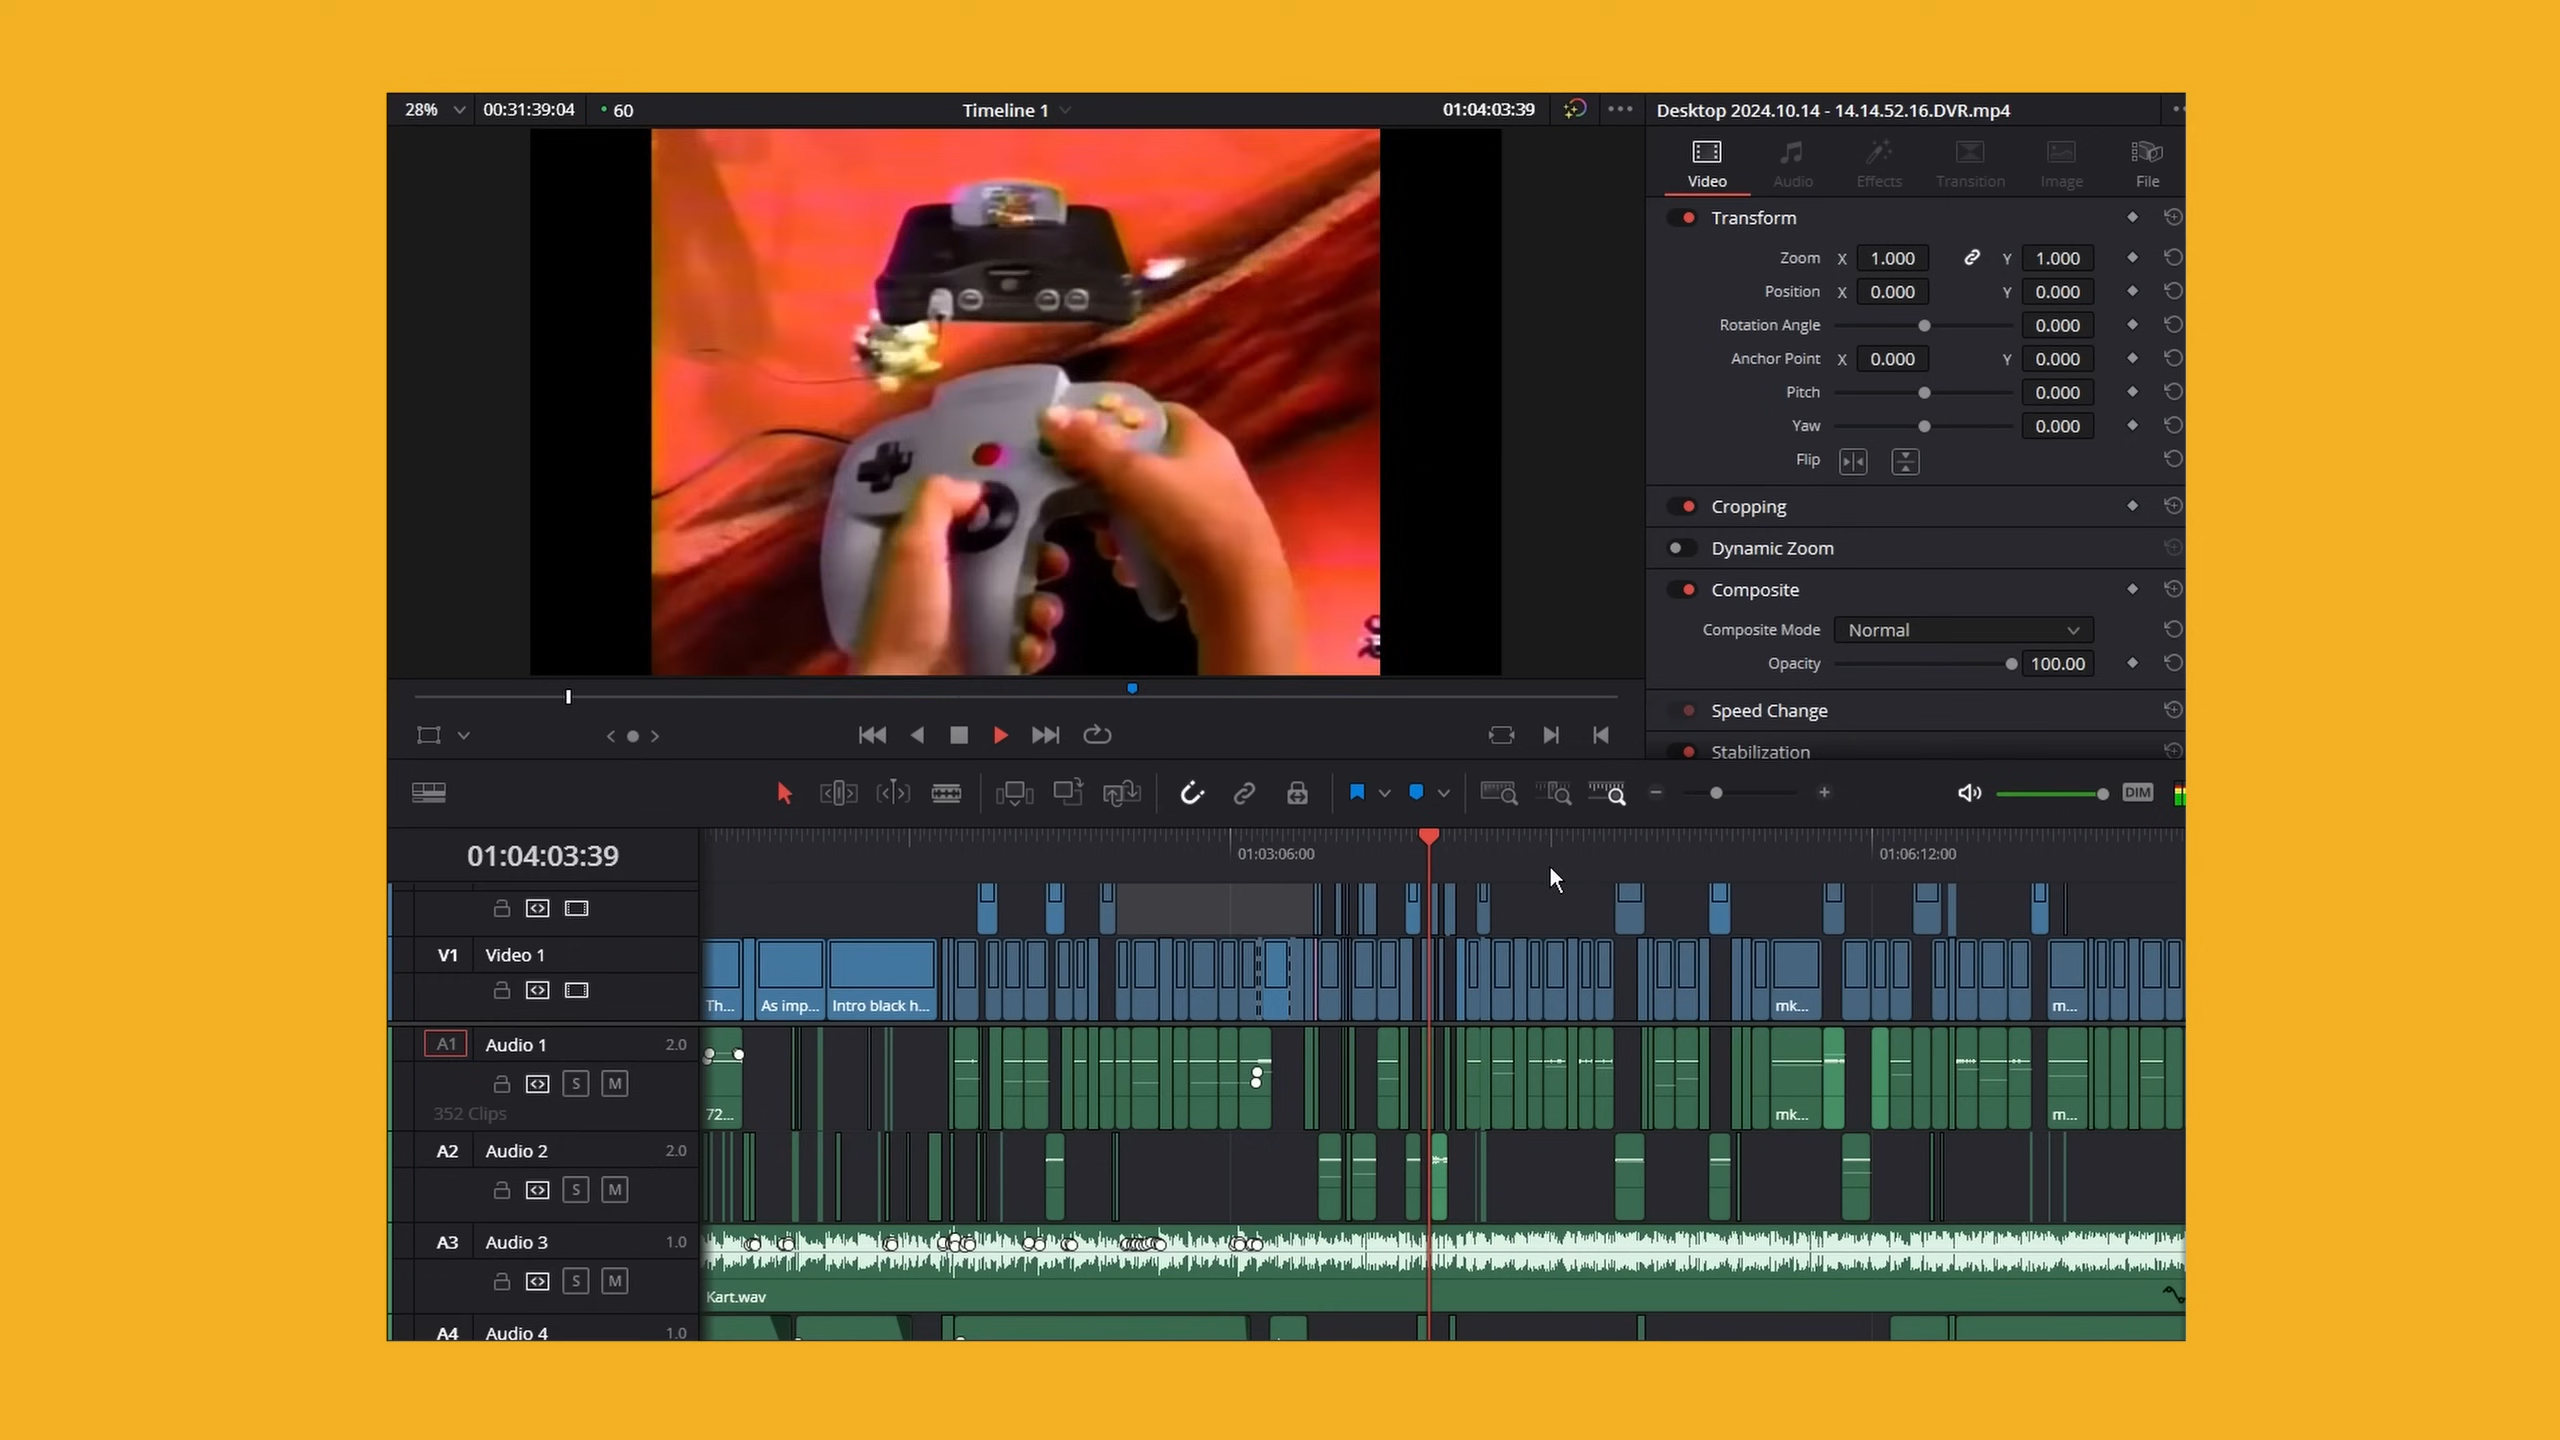 28% 00:31:39:04 60 Timeline 1 01:04:03:39 Desktop 2024.10.14 - 14.14.52.16.DVR.mp4
Video Audio Effects Transition Image File
Transform
Zoom X 1.000 Y 1.000
Position X 0.000 Y 0.000
Rotation Angle 0.000
Anchor Point X 0.000 Y 0.000
Pitch 0.000
Yaw 0.000
Flip
Cropping
Dynamic Zoom
Composite
Composite Mode Normal
Opacity 100.00
Speed Change
Stabilization
DIM
01:04:03:39 01:03:06:00 01:06:12:00
V1 Video 1
Th... As imp... Intro black h... mk... m...
A1 Audio 1 2.0
S M
352 Clips 72... mk... m...
A2 Audio 2 2.0
S M
A3 Audio 3 1.0
S M
Kart.wav
A4 Audio 4 1.0